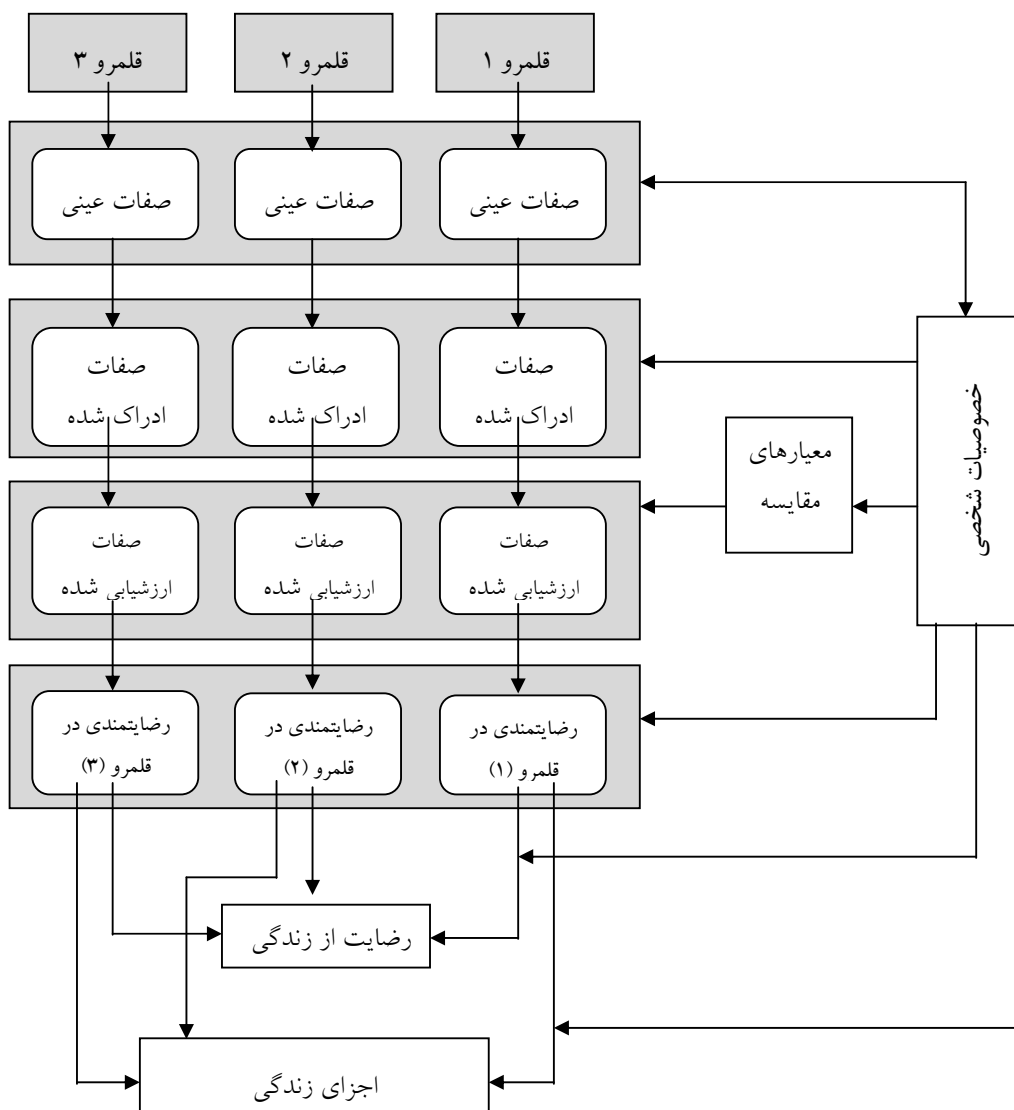 قلمرو ۱
قلمرو ۲
قلمرو ۳
صفات عینی
صفات عینی
صفات عینی
صفات
ادراک شده
صفات
ادراک شده
صفات
ادراک شده
خصوصیات شخصی
معیارهای
مقایسه
صفات
ارزشیابی شده
صفات
ارزشیابی شده
صفات
ارزشیابی شده
رضایتمندی در
قلمرو (۱)
رضایتمندی در
قلمرو (۲)
رضایتمندی در
قلمرو (۳)
رضایت از زندگی
اجزای زندگی